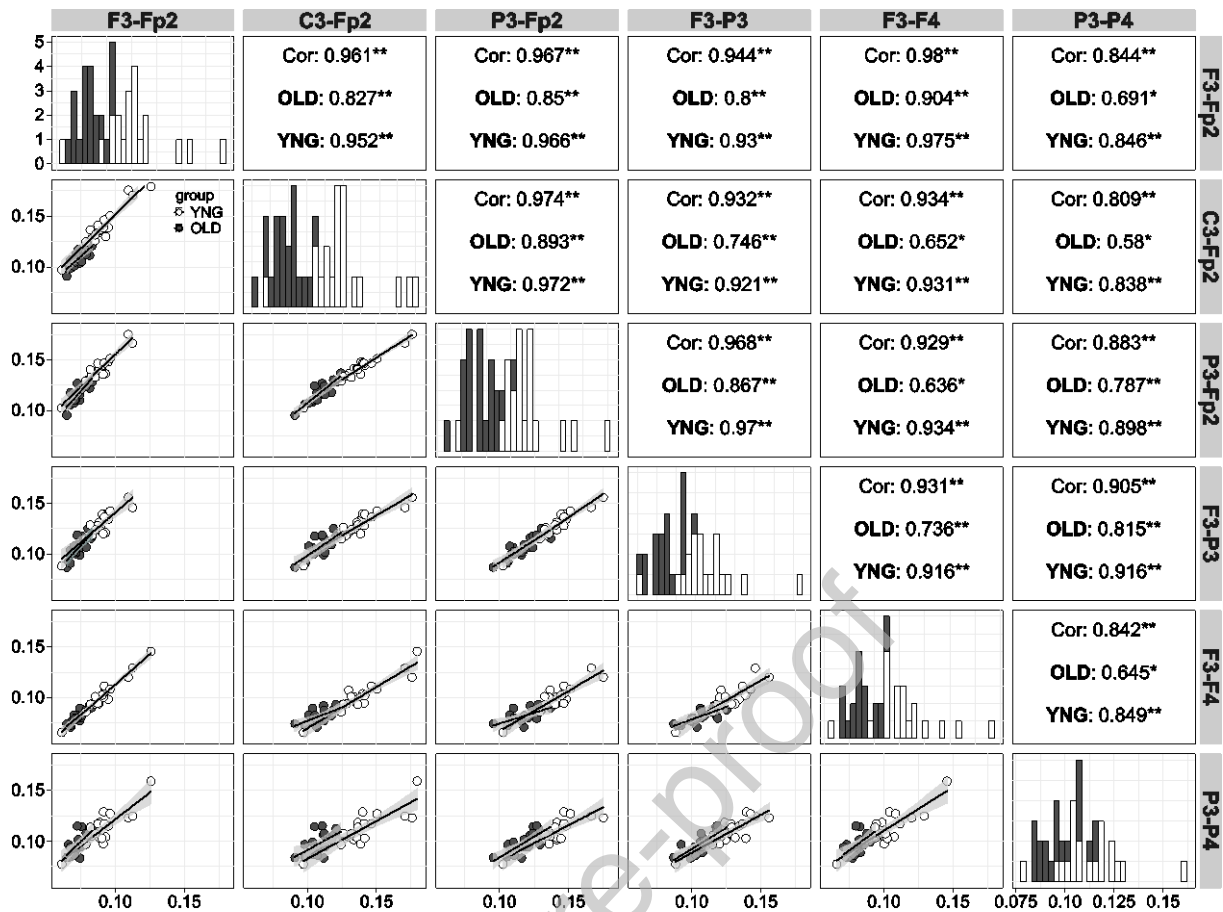 F3-Fp2 C3-Fp2 P3-Fp2 F3-P3 F3-F4 P3-P4
5
4
3
2
1
0
Cor: 0.961** Cor: 0.967** Cor: 0.944** Cor: 0.98** Cor: 0.844**
OLD: 0.827** OLD: 0.85** OLD: 0.8** OLD: 0.904** OLD: 0.691*
YNG: 0.952** YNG: 0.966** YNG: 0.93** YNG: 0.975** YNG: 0.846**
F3-Fp2
0.15
0.10
group
YNG
OLD
Cor: 0.974** Cor: 0.932** Cor: 0.934** Cor: 0.809**
OLD: 0.893** OLD: 0.746** OLD: 0.652* OLD: 0.58*
YNG: 0.972** YNG: 0.921** YNG: 0.931** YNG: 0.838**
C3-Fp2
0.15
0.10
Cor: 0.968** Cor: 0.929** Cor: 0.883**
OLD: 0.867** OLD: 0.636* OLD: 0.787**
YNG: 0.97** YNG: 0.934** YNG: 0.898**
P3-Fp2
0.15
0.10
Cor: 0.931** Cor: 0.905**
OLD: 0.736** OLD: 0.815**
YNG: 0.916** YNG: 0.916**
F3-P3
0.15
0.10
Cor: 0.842**
OLD: 0.645*
YNG: 0.849**
F3-F4
0.15
0.10
P3-P4
0.10 0.15 0.10 0.15 0.10 0.15 0.10 0.15 0.10 0.15 0.075 0.10 0.125 0.15
re-proof